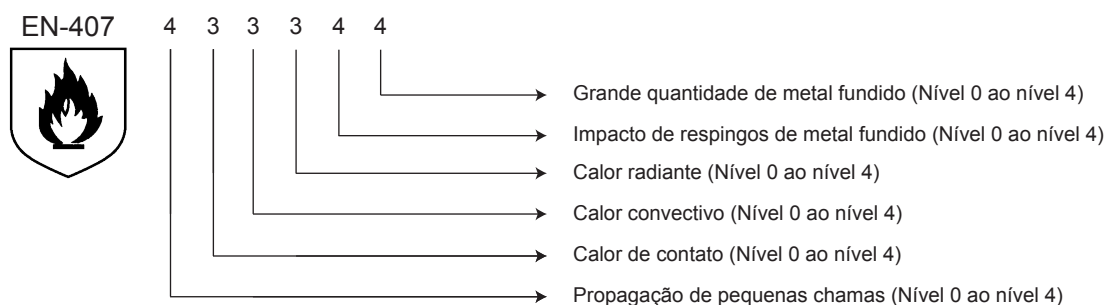 EN-407 4 3 3 3 4 4
Grande quantidade de metal fundido (Nível 0 ao nível 4)
Impacto de respingos de metal fundido (Nível 0 ao nível 4)
Calor radiante (Nível 0 ao nível 4)
Calor convectivo (Nível 0 ao nível 4)
Calor de contato (Nível 0 ao nível 4)
Propagação de pequenas chamas (Nível 0 ao nível 4)